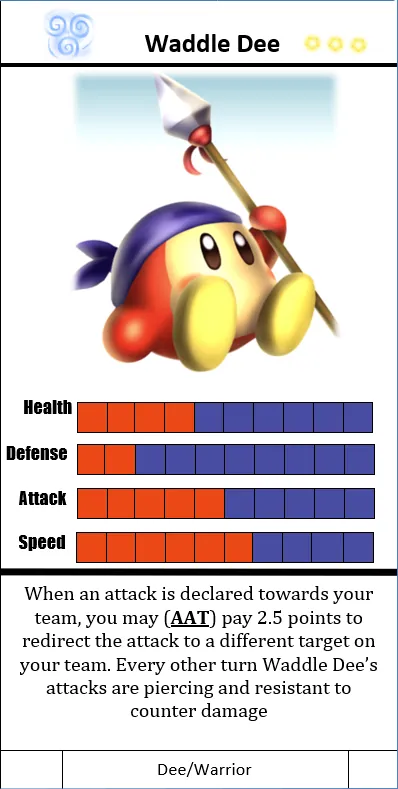 Waddle Dee
Health
Defense
Attack
Speed
When an attack is declared towards your
team, you may (AAT) pay 2.5 points to
redirect the attack to a different target on
your team. Every other turn Waddle Dee’s
attacks are piercing and resistant to
counter damage
Dee/Warrior